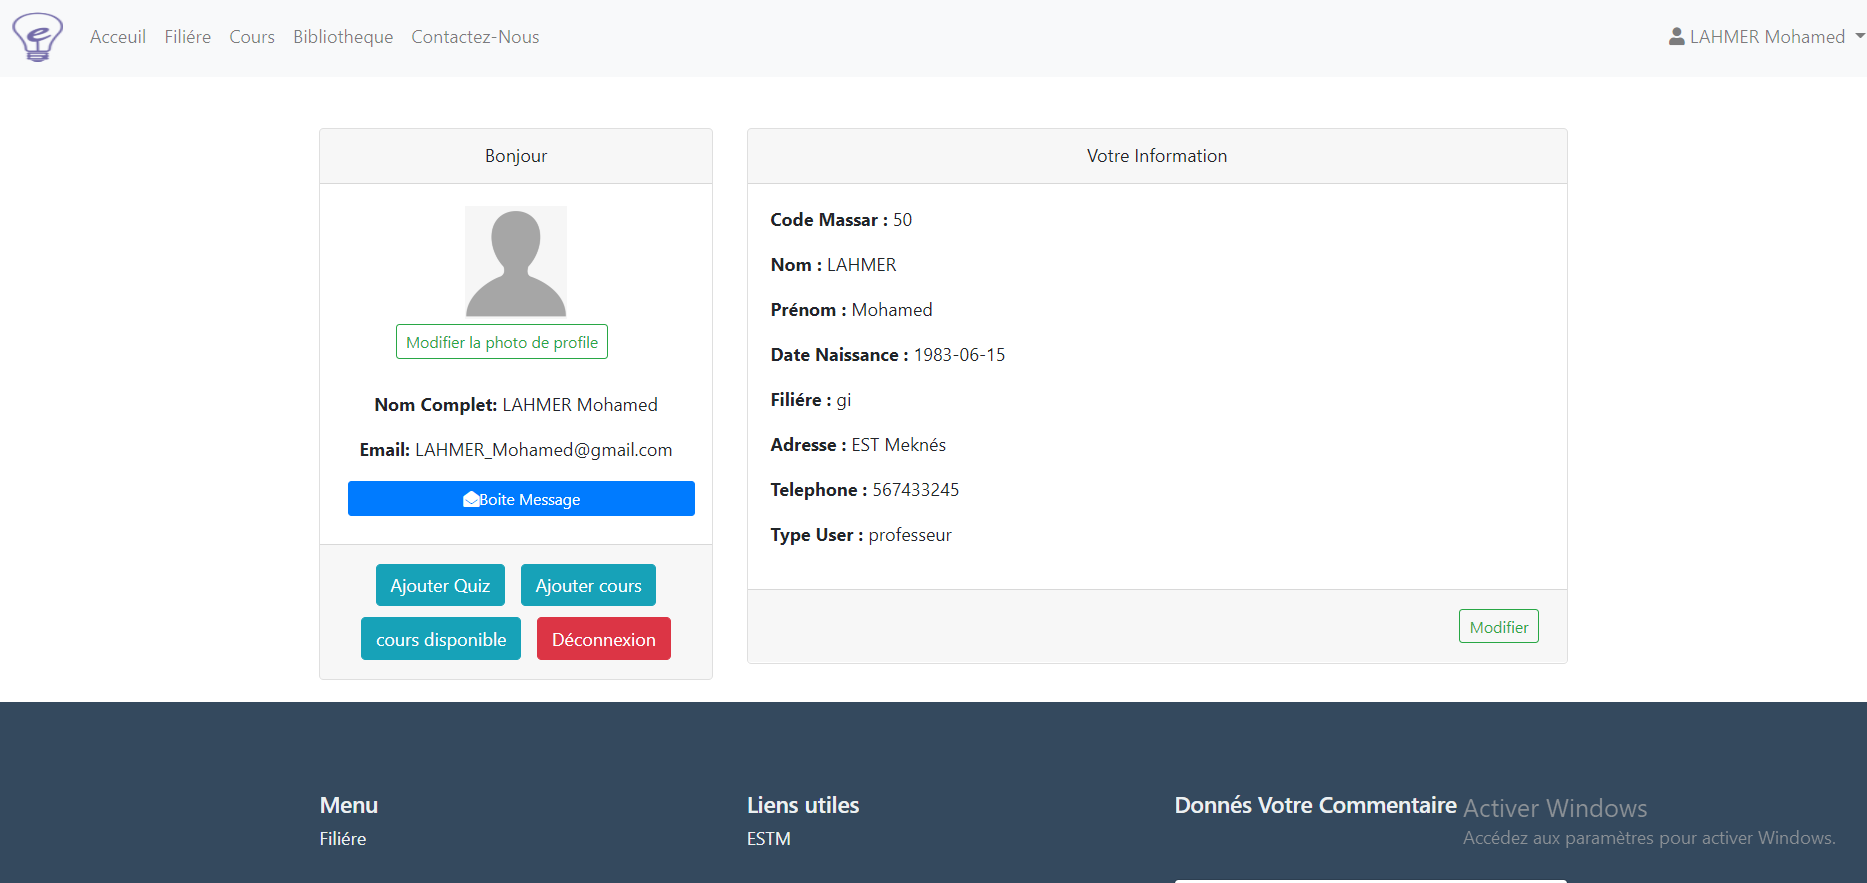 e
Acceuil Filiére Cours Bibliotheque Contactez-Nous
LAHMER Mohamed
Bonjour
Modifier la photo de profile
Nom Complet: LAHMER Mohamed
Email: LAHMER_Mohamed@gmail.com
Boite Message
Ajouter Quiz Ajouter cours
cours disponible Déconnexion
Votre Information
Code Massar : 50
Nom : LAHMER
Prénom : Mohamed
Date Naissance : 1983-06-15
Filiére : gi
Adresse : EST Meknés
Telephone : 567433245
Type User : professeur
Modifier
Menu
Filiére
Liens utiles
ESTM
Donnés Votre Commentaire
Activer Windows
Accédez aux paramètres pour activer Windows.